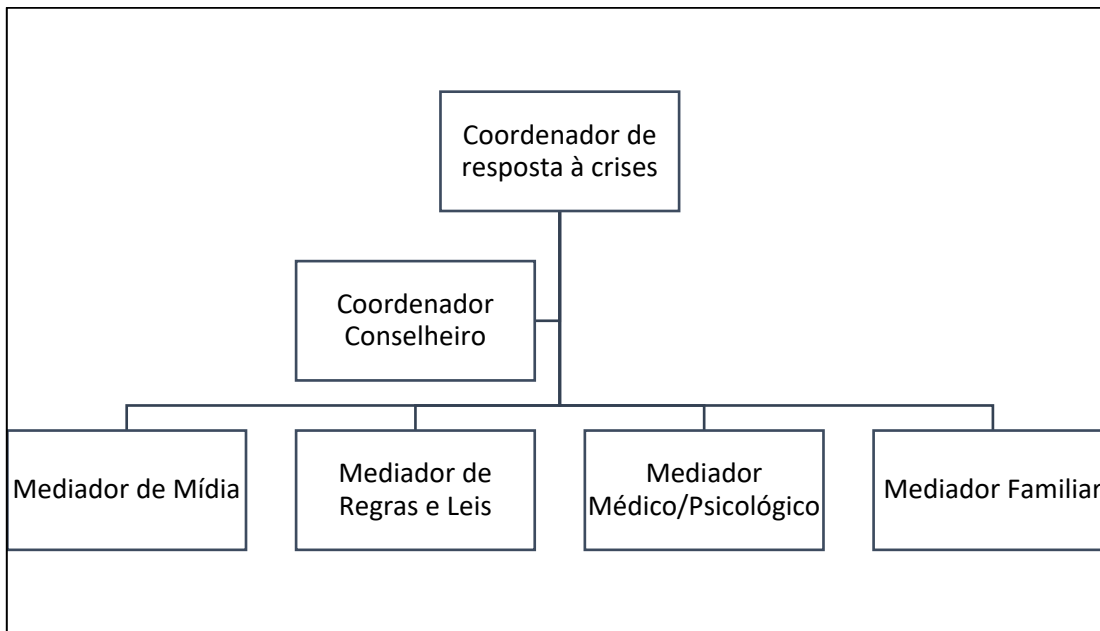 Coordenador de
resposta à crises
Coordenador
Conselheiro
Mediador de Mídia
Mediador de
Regras e Leis
Mediador
Médico/Psicológico
Mediador Familiar